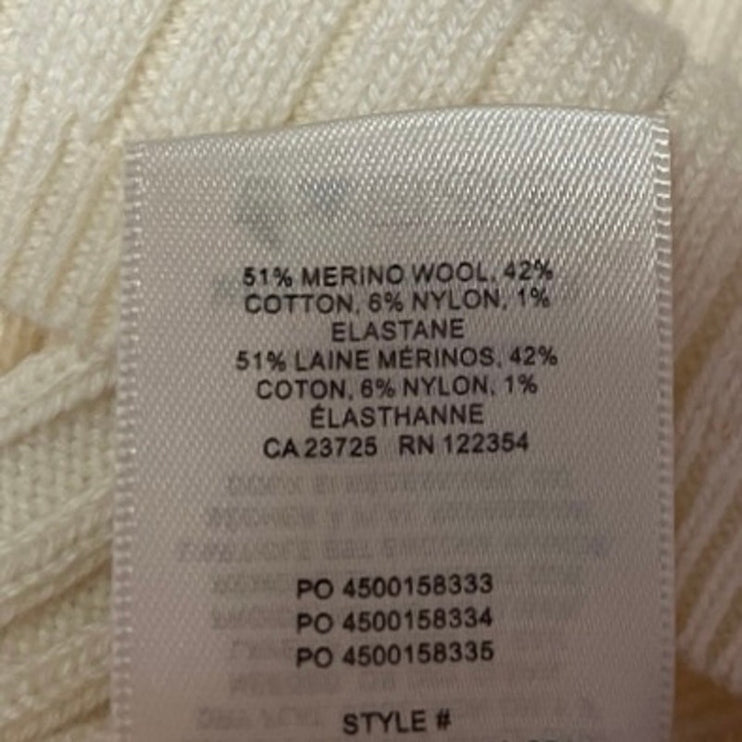 51% MERINO WOOL, 42%
COTTON, 6% NYLON, 1%
ELASTANE
51% LAINE MÉRINOS, 42%
COTON, 6% NYLON, 1%
ÉLASTHANNE
CA 23725 RN 122354
PO 4500158333
PO 4500158334
PO 4500158335
STYLE #